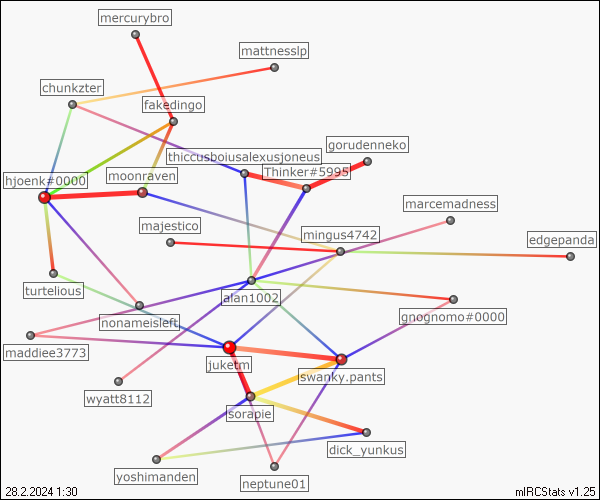 mercurybro
mattnesslp
chunkzter
fakedingo
gorudenneko
thiccusboiusalexusjoneus
Thinker#5995
moonraven
hjoenk#0000
marcemadness
majestico
mingus4742
edgepanda
turtelious
alan1002
nonameisleft
gnognomo#0000
maddiee3773
juketm
swanky.pants
wyatt8112
sorapie
dick_yunkus
yoshimanden
neptune01
28.2.2024 1:30
mIRCStats v1.25